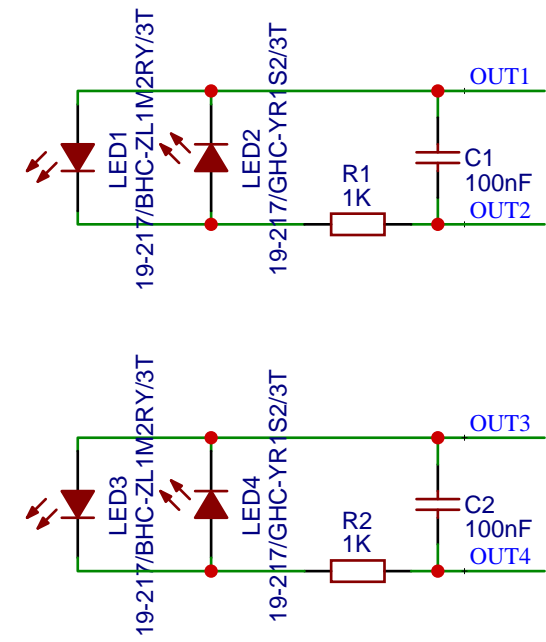 OUT1
LED1
19-217/BHC-ZL1M2RY/3T
LED2
19-217/GHC-YR1S2/3T
R1
1K
C1
100nF
OUT2
OUT3
LED3
19-217/BHC-ZL1M2RY/3T
LED4
19-217/GHC-YR1S2/3T
R2
1K
C2
100nF
OUT4